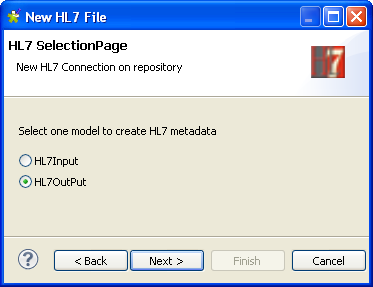 New HL7 File
HL7 SelectionPage
New HL7 Connection on repository
H7
Select one model to create HL7 metadata
HL7Input
HL7OutPut
?
< Back
Next >
Finish
Cancel